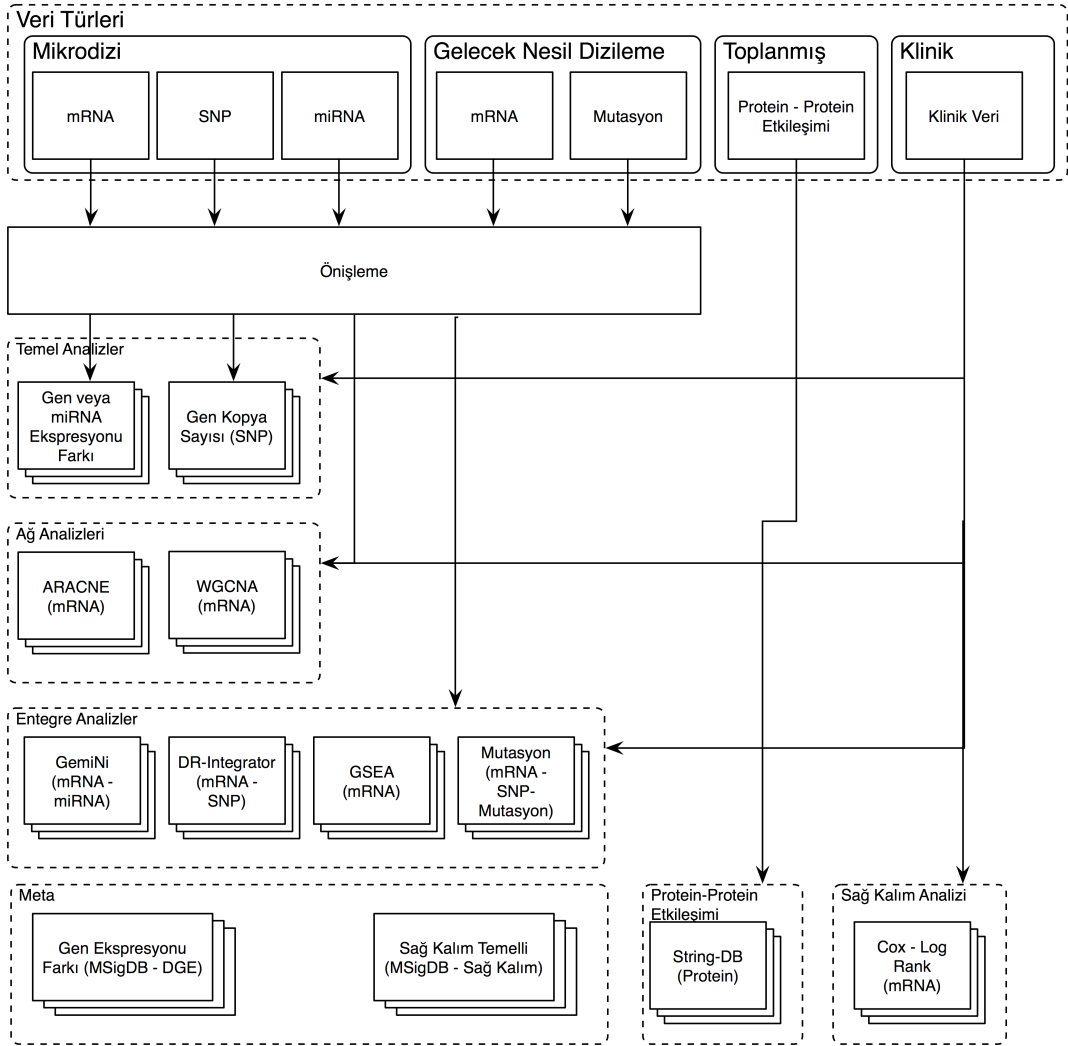 Veri Türleri
Mikrodizi
mRNA
SNP
miRNA
Gelecek Nesil Dizileme
mRNA
Mutasyon
Toplanmış
Protein - Protein
Etkileşimi
Klinik
Klinik Veri
Önişleme
Temel Analizler
Gen veya
miRNA
Ekspresyonu
Farkı
Gen Kopya
Sayısı (SNP)
Ağ Analizleri
ARACNE
(mRNA)
WGCNA
(mRNA)
Entegre Analizler
GemiNi
(mRNA -
miRNA)
DR-Integrator
(mRNA -
SNP)
GSEA
(mRNA)
Mutasyon
(mRNA -
SNP-
Mutasyon)
Meta
Gen Ekspresyonu
Farkı (MSigDB - DGE)
Sağ Kalım Temelli
(MSigDB - Sağ Kalım)
Protein-Protein
Etkileşimi
String-DB
(Protein)
Sağ Kalım Analizi
Cox - Log
Rank
(mRNA)